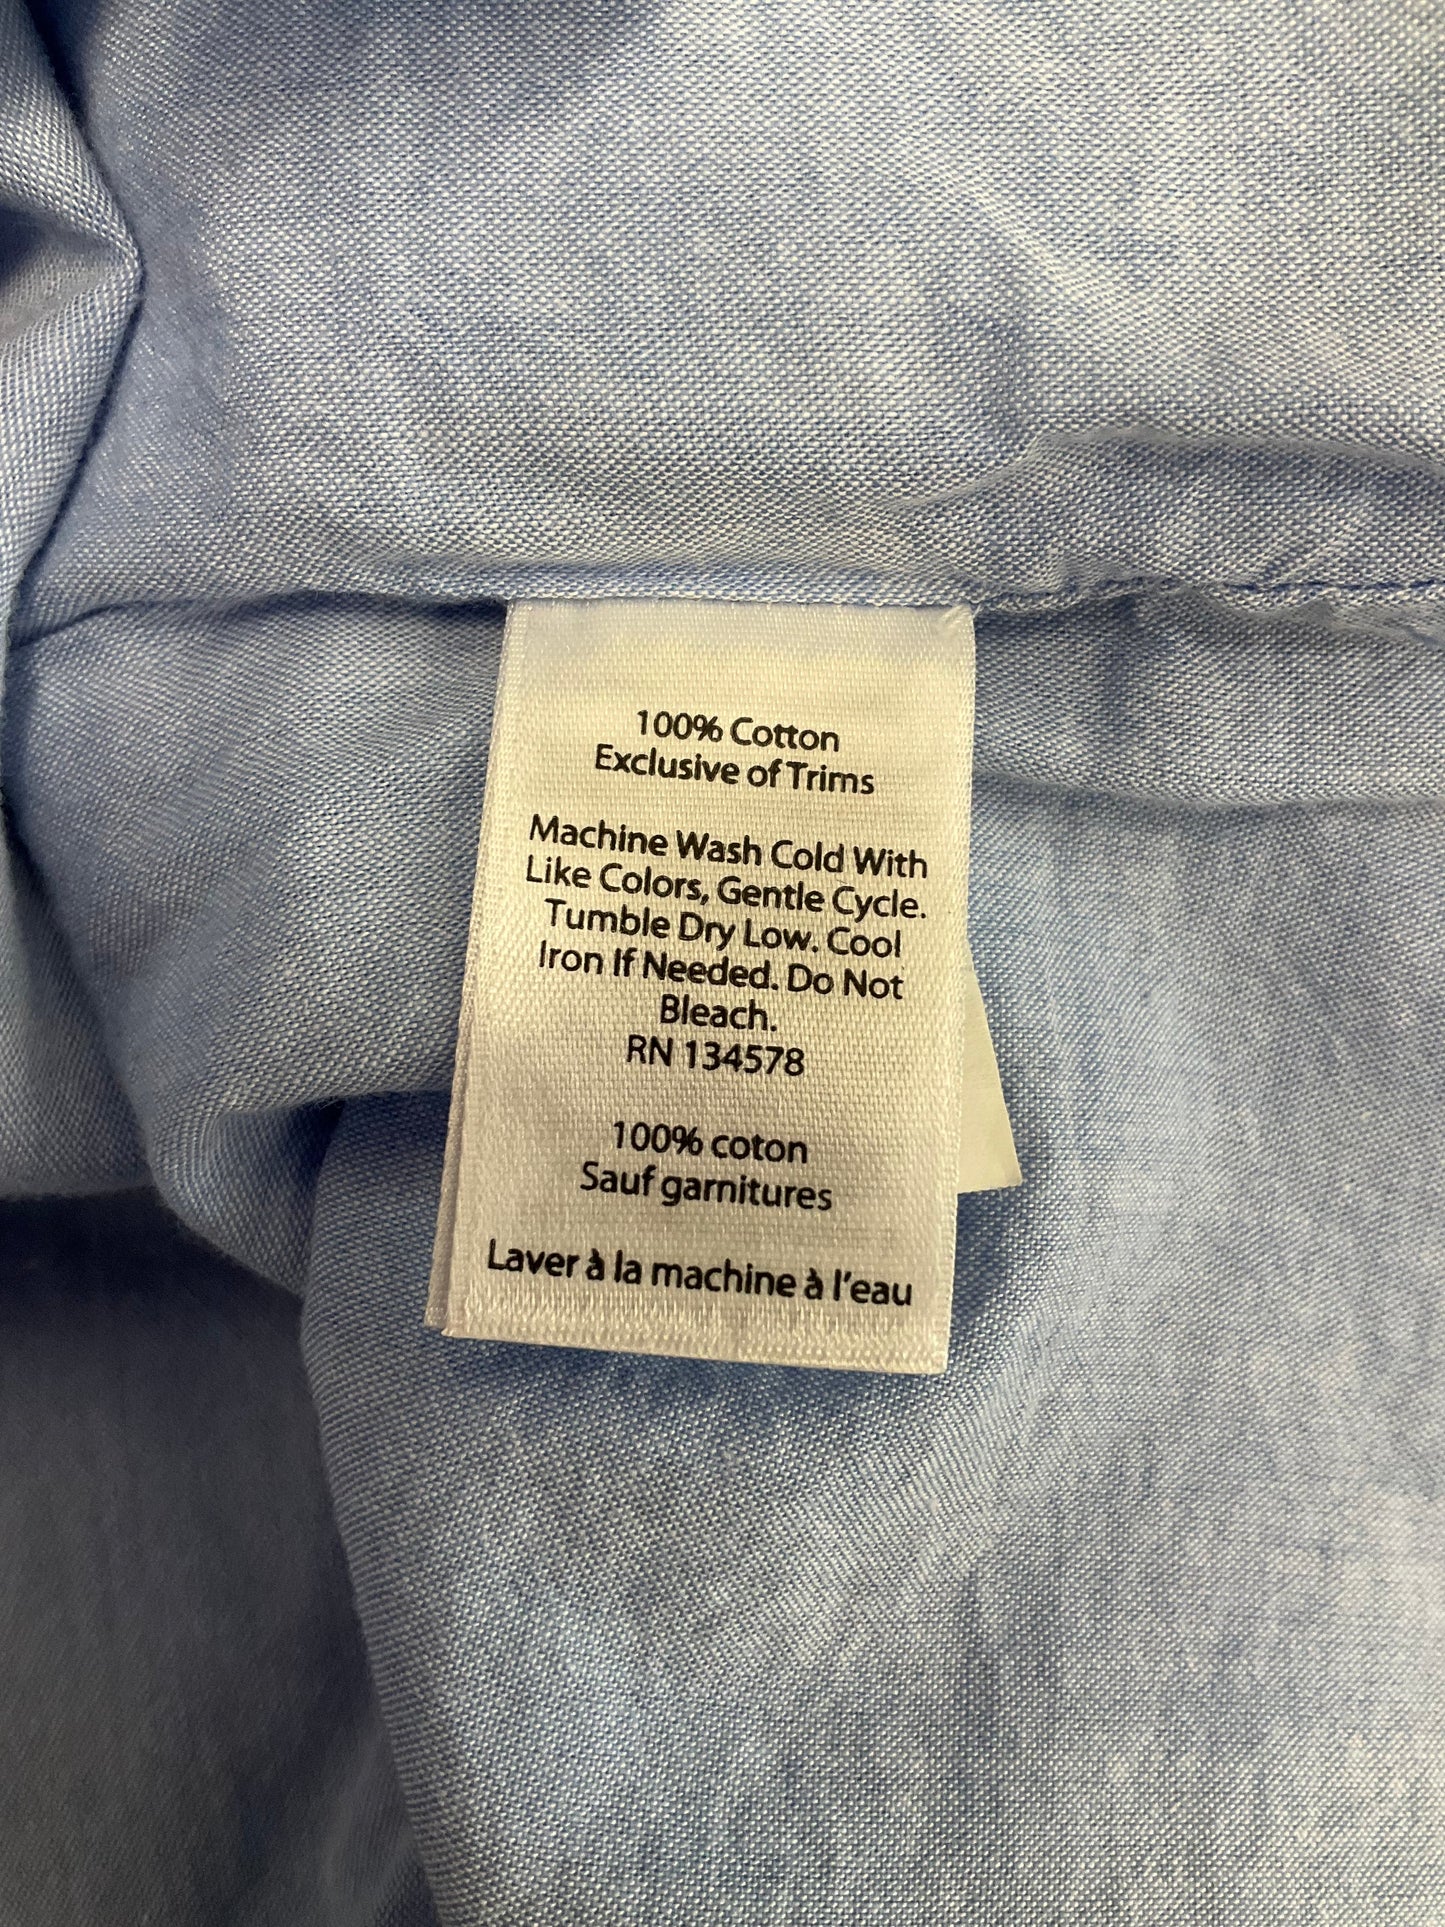 100% Cotton
Exclusive of Trims
Machine Wash Cold With
Like Colors, Gentle Cycle.
Tumble Dry Low. Cool
Iron If Needed. Do Not
Bleach.
RN 134578
100% coton
Sauf garnitures
Laver à la machine à l'eau